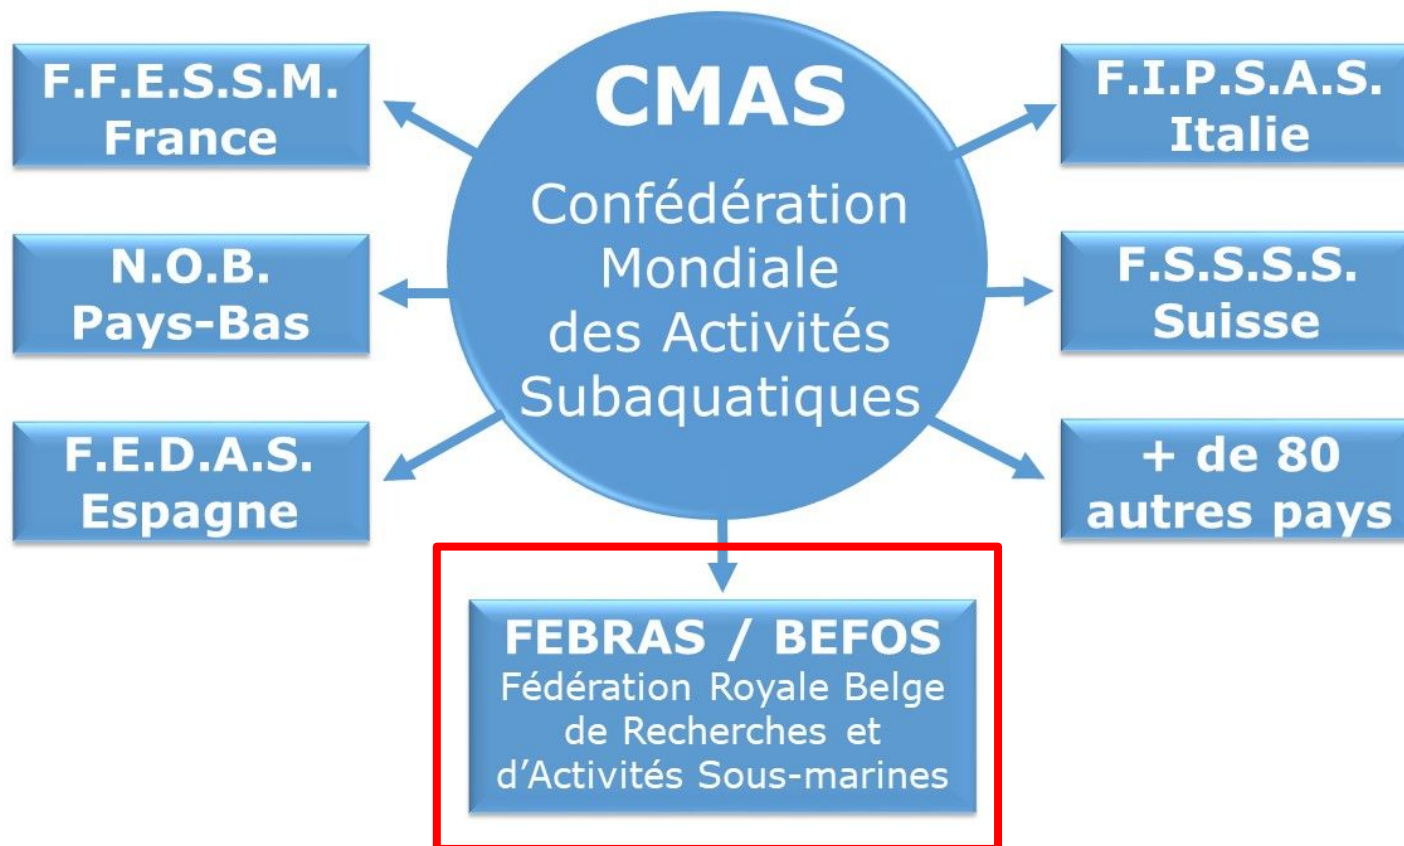 F.F.E.S.S.M.
France
N.O.B.
Pays-Bas
F.E.D.A.S.
Espagne
CMAS
Confédération
Mondiale
des Activités
Subaquatiques
F.I.P.S.A.S.
Italie
F.S.S.S.S.
Suisse
+ de 80
autres pays
FEBRAS / BEFOS
Fédération Royale Belge
de Recherches et
d’Activités Sous-marines